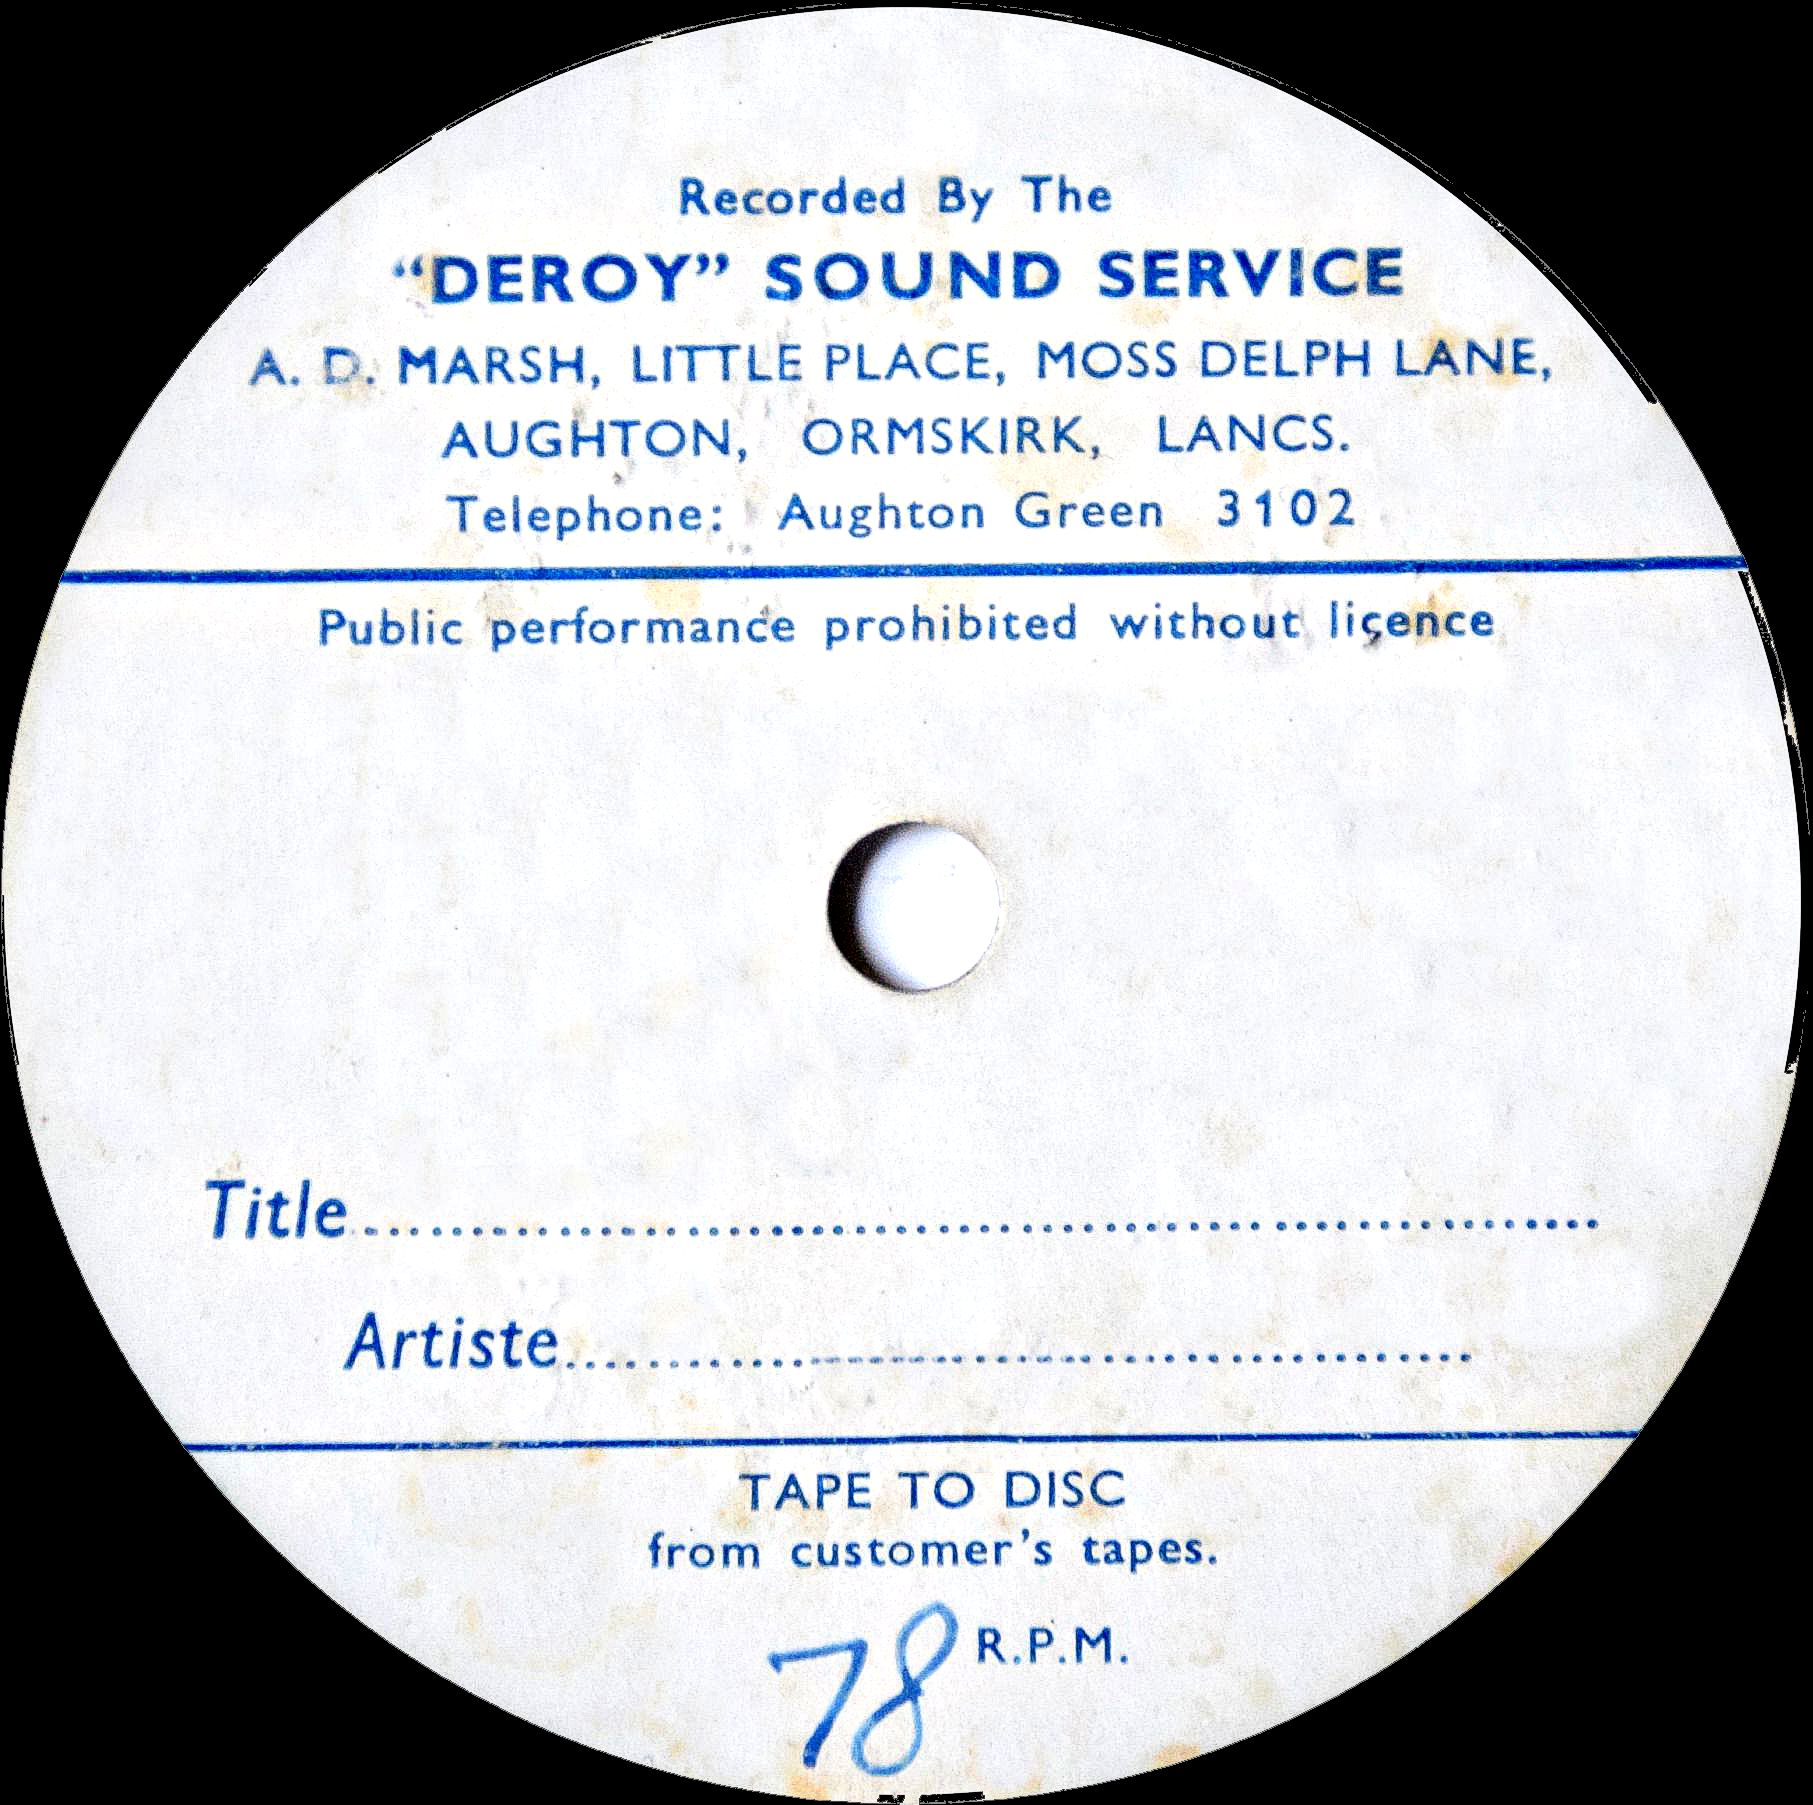 Recorded By The
“DEROY” SOUND SERVICE
A. D. MARSH, LITTLE PLACE, MOSS DELPH LANE,
AUGHTON, ORMSKIRK, LANCS.
Telephone: Aughton Green 3102
Public performance prohibited without licence
Title..............................
Artiste..............................
TAPE TO DISC
from customer's tapes.
78 R.P.M.